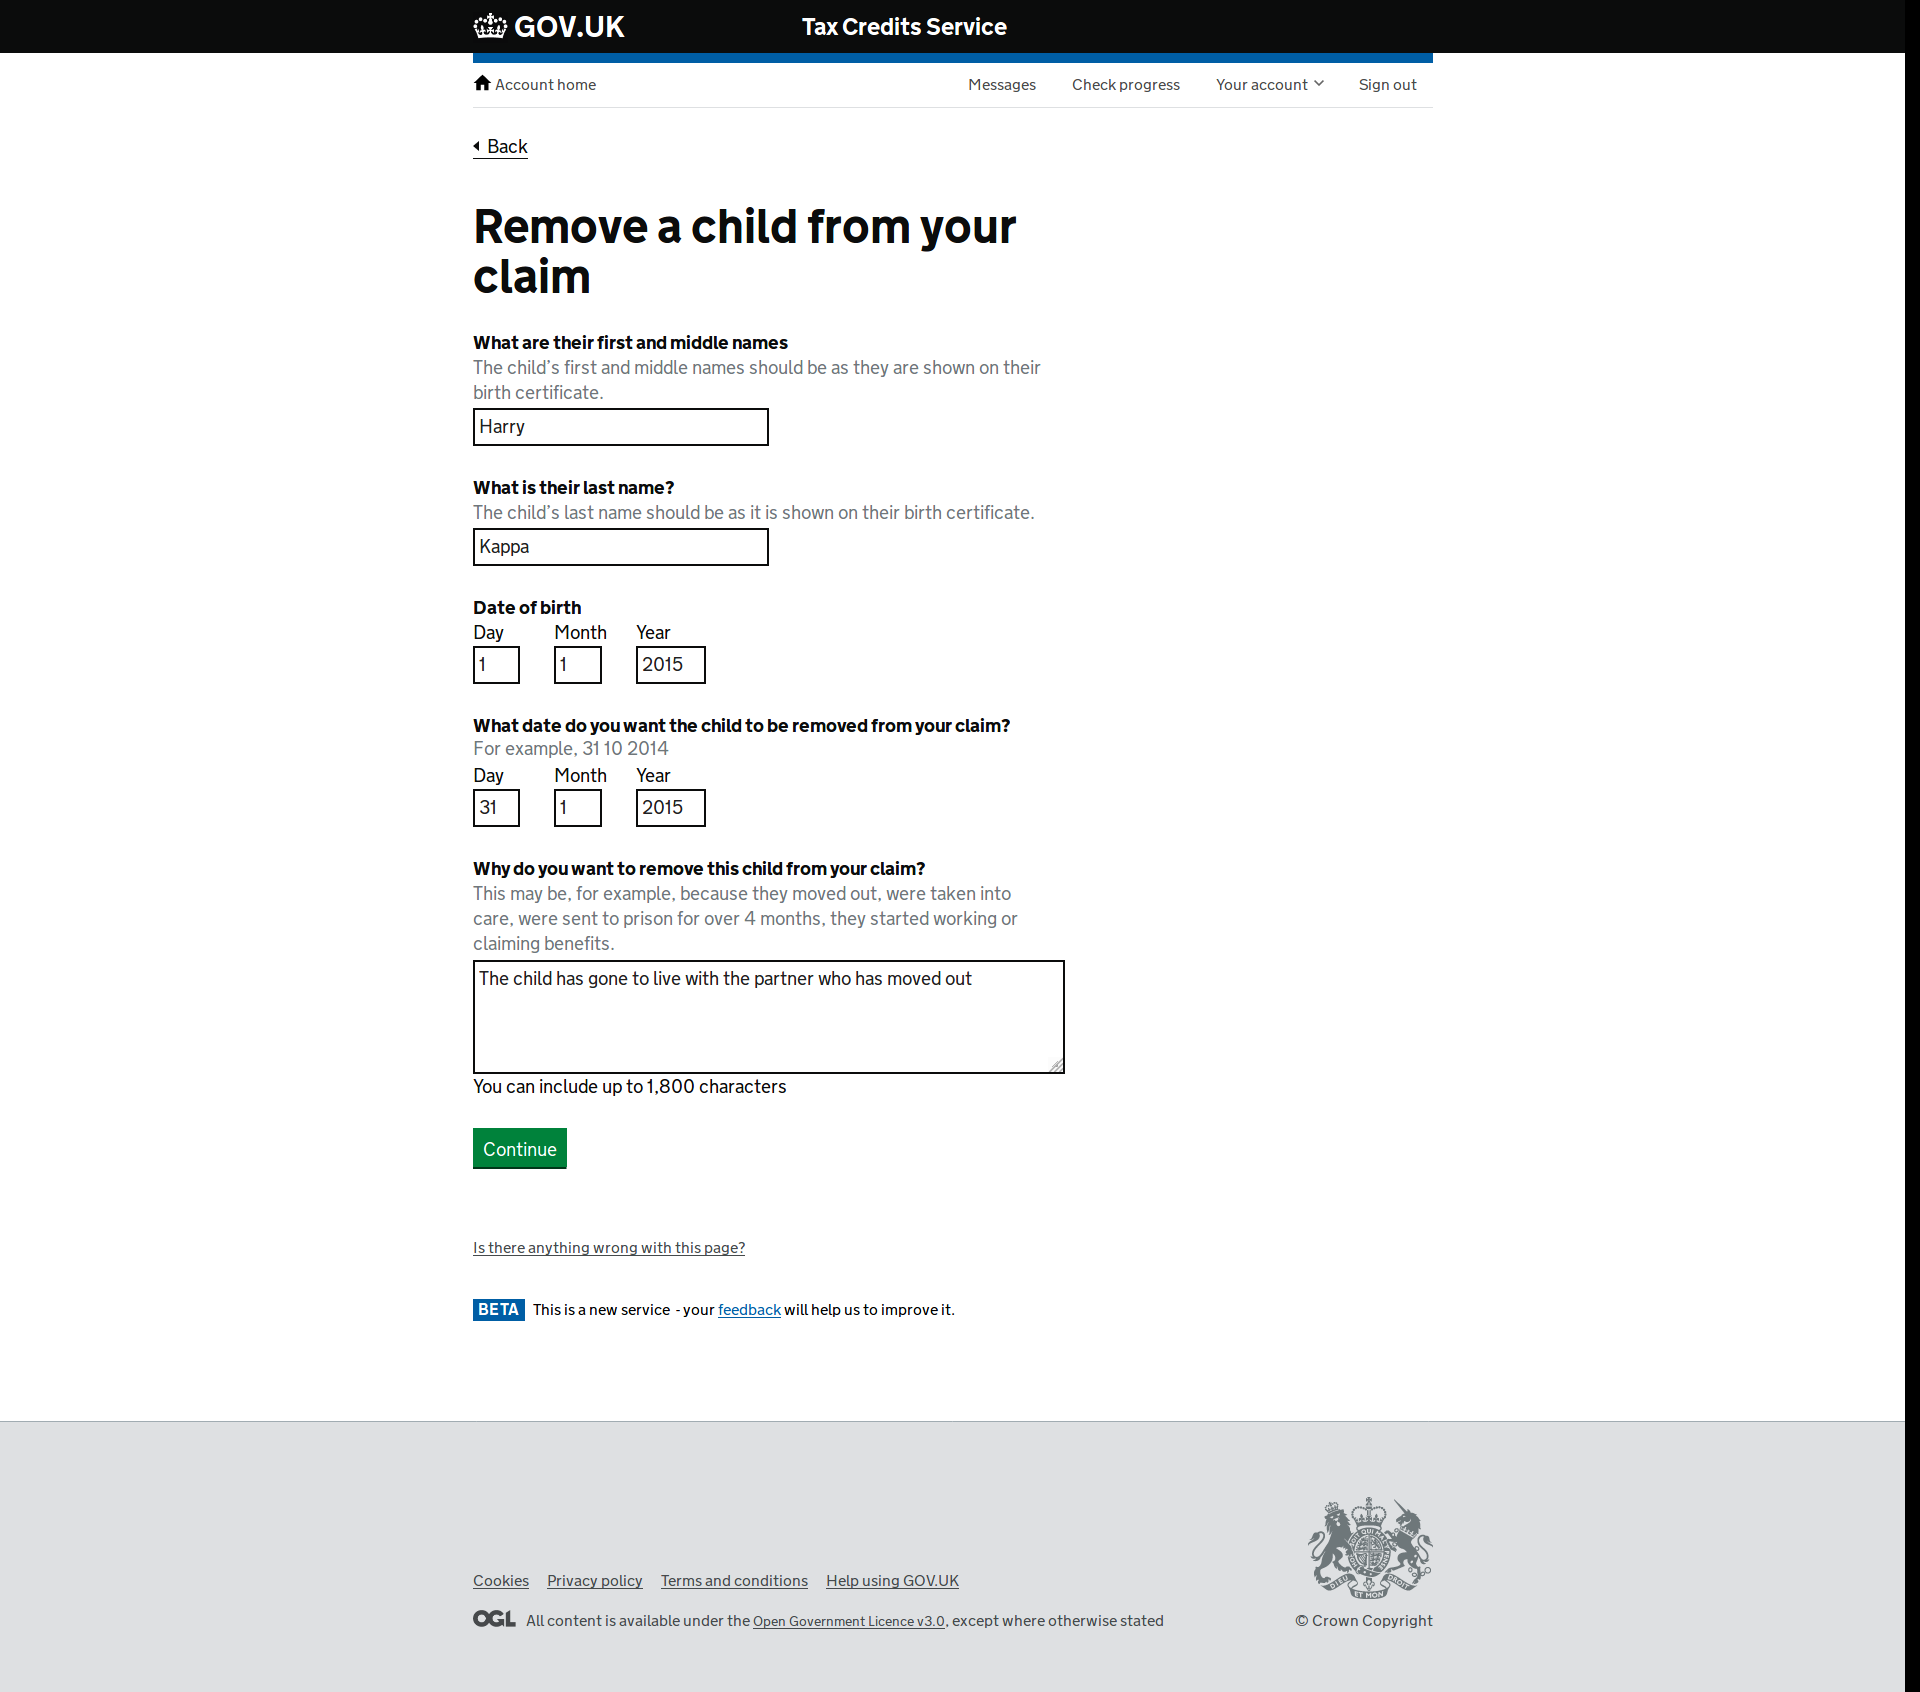 GOV.UK
Tax Credits Service
Account home
Messages
Check progress
Your account
Sign out
Back
Remove a child from your
claim
What are their first and middle names
The child's first and middle names should be as they are shown on their
birth certificate.
Harry
What is their last name?
The child's last name should be as it is shown on their birth certificate.
Kappa
Date of birth
Day Month Year
1 1 2015
What date do you want the child to be removed from your claim?
For example, 31 10 2014
Day Month Year
31 1 2015
Why do you want to remove this child from your claim?
This may be, for example, because they moved out, were taken into
care, were sent to prison for over 4 months, they started working or
claiming benefits.
The child has gone to live with the partner who has moved out
You can include up to 1,800 characters
Continue
Is there anything wrong with this page?
BETA This is a new service - your feedback will help us to improve it.
Cookies Privacy policy Terms and conditions Help using GOV.UK
OGL All content is available under the Open Government Licence v3.0, except where otherwise stated
© Crown Copyright